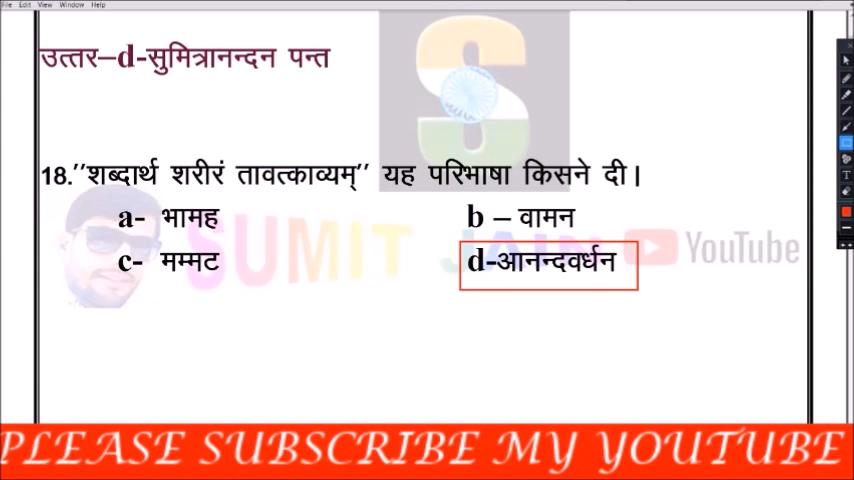 File Edit View Window Help
उत्तर–d-सुमित्रानन्दन पन्त
18.''शब्दार्थ शरीरं तावत्काव्यम्'' यह परिभाषा किसने दी।
a- भामह b – वामन
c- मम्मट d-आनन्दवर्धन
SUMIT JAIN YouTube
PLEASE SUBSCRIBE MY YOUTUBE